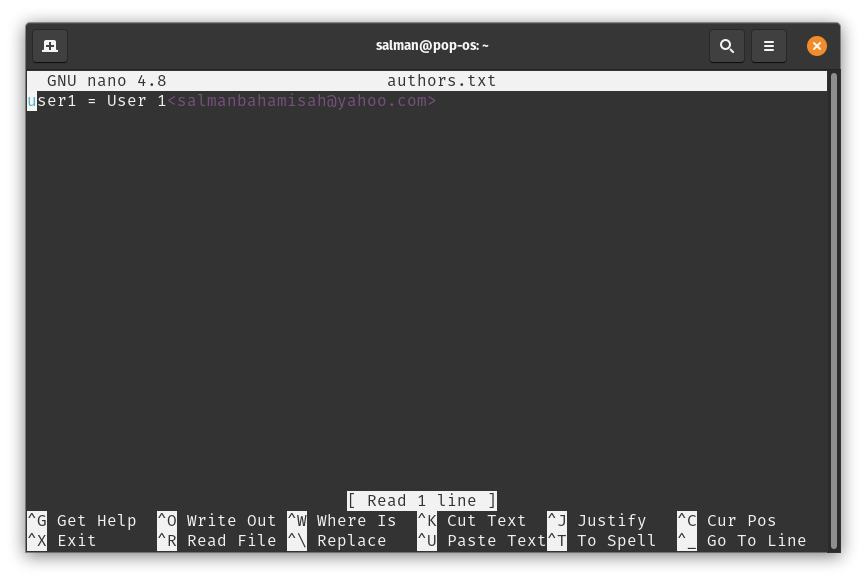 salman@pop-os: ~
GNU nano 4.8 authors.txt
user1 = User 1<salmanbahamisah@yahoo.com>
[ Read 1 line ]
^G Get Help ^O Write Out ^W Where Is ^K Cut Text ^J Justify ^C Cur Pos
^X Exit ^R Read File ^\ Replace ^U Paste Text^T To Spell ^_ Go To Line